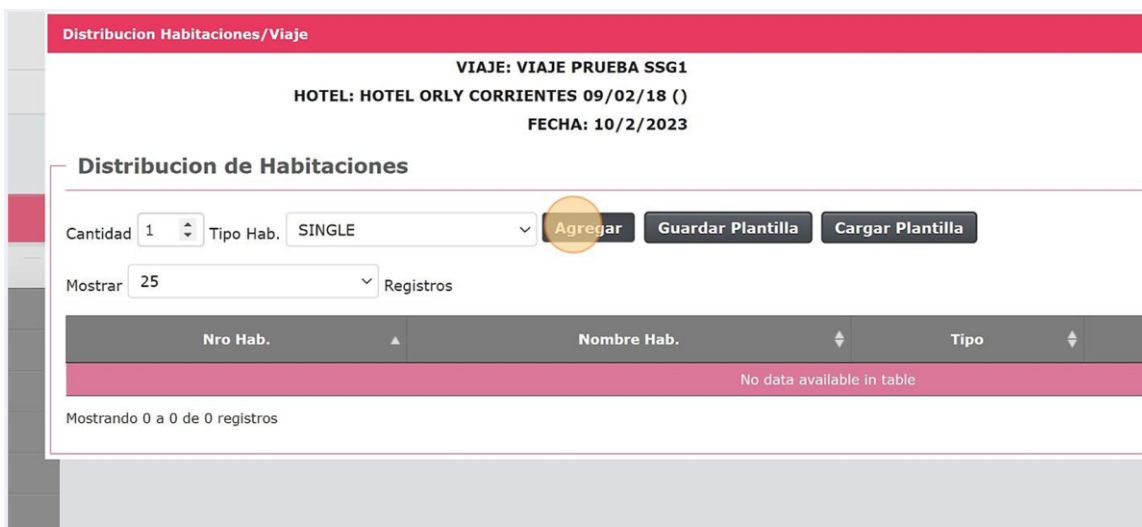 Distribucion Habitaciones/Viaje
VIAJE: VIAJE PRUEBA SSG1
HOTEL: HOTEL ORLY CORRIENTES 09/02/18 ()
FECHA: 10/2/2023
Distribucion de Habitaciones
Cantidad 1 Tipo Hab. SINGLE Agregar Guardar Plantilla Cargar Plantilla
Mostrar 25 Registros
Nro Hab. Nombre Hab. Tipo
No data available in table
Mostrando 0 a 0 de 0 registros